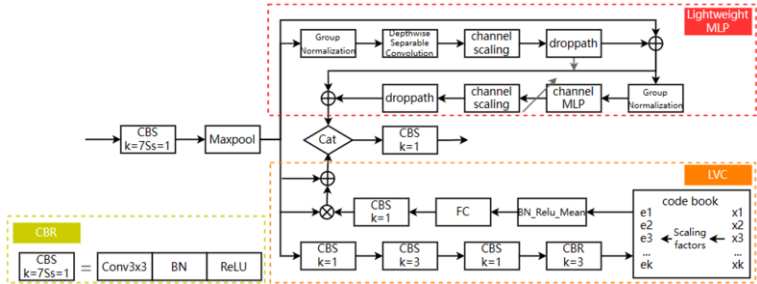 Lightweight
MLP
Group
Normalization
Depthwise
Separable
Convolution
channel
scaling
droppath
droppath
channel
scaling
channel
MLP
Group
Normalization
CBS
k=7Ss=1
Maxpool
Cat
CBS
k=1
LVC
CBS
k=1
FC
BN_Relu_Mean
code book
e1 x1
e2 x2
e3 Scaling factors x3
... ...
ek xk
CBS
k=1
CBS
k=3
CBS
k=1
CBR
k=3
CBR
CBS
k=7Ss=1
=
Conv3x3
BN
ReLU